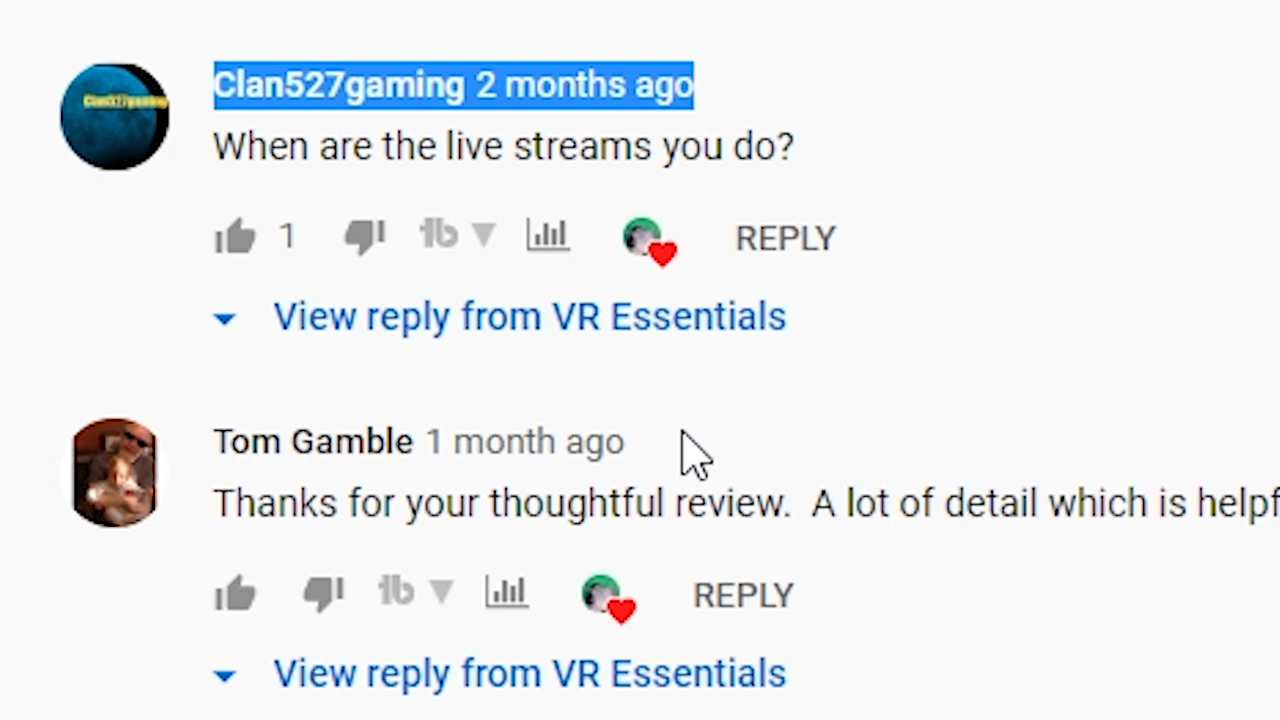 Clan527gaming 2 months ago
When are the live streams you do?
1 REPLY
View reply from VR Essentials
Tom Gamble 1 month ago
Thanks for your thoughtful review. A lot of detail which is helpf
REPLY
View reply from VR Essentials